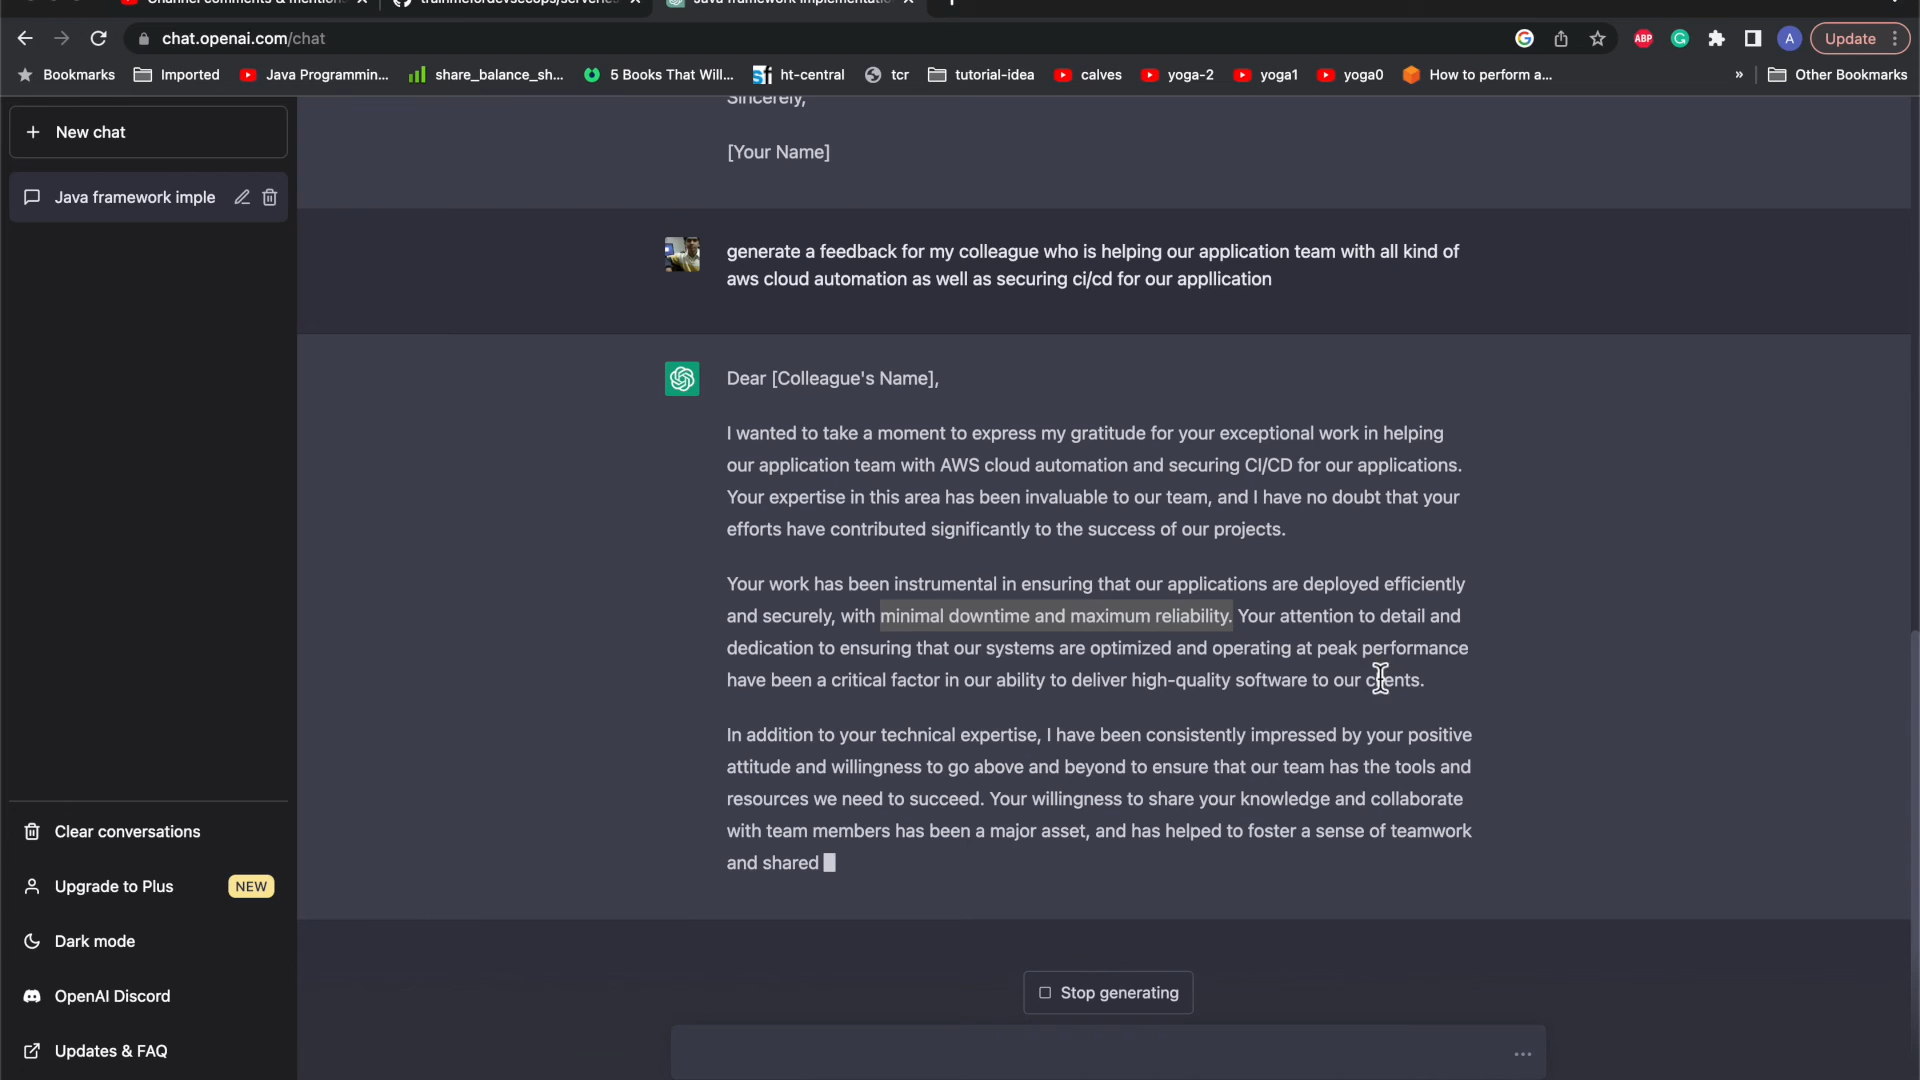 Channel comments & mention
trainmefordevsecops/serverles
Java framework implementatio
chat.openai.com/chat
ABP
A
Update
Bookmarks
Imported
Java Programmin...
share_balance_sh...
5 Books That Will...
ht-central
tcr
tutorial-idea
calves
yoga-2
yoga1
yoga0
How to perform a...
»
Other Bookmarks
New chat
Java framework imple
Clear conversations
Upgrade to Plus
NEW
Dark mode
OpenAI Discord
Updates & FAQ
Sincerely,
[Your Name]
generate a feedback for my colleague who is helping our application team with all kind of
aws cloud automation as well as securing ci/cd for our appllication
Dear [Colleague's Name],
I wanted to take a moment to express my gratitude for your exceptional work in helping
our application team with AWS cloud automation and securing CI/CD for our applications.
Your expertise in this area has been invaluable to our team, and I have no doubt that your
efforts have contributed significantly to the success of our projects.
Your work has been instrumental in ensuring that our applications are deployed efficiently
and securely, with minimal downtime and maximum reliability. Your attention to detail and
dedication to ensuring that our systems are optimized and operating at peak performance
have been a critical factor in our ability to deliver high-quality software to our clients.
In addition to your technical expertise, I have been consistently impressed by your positive
attitude and willingness to go above and beyond to ensure that our team has the tools and
resources we need to succeed. Your willingness to share your knowledge and collaborate
with team members has been a major asset, and has helped to foster a sense of teamwork
and shared
Stop generating